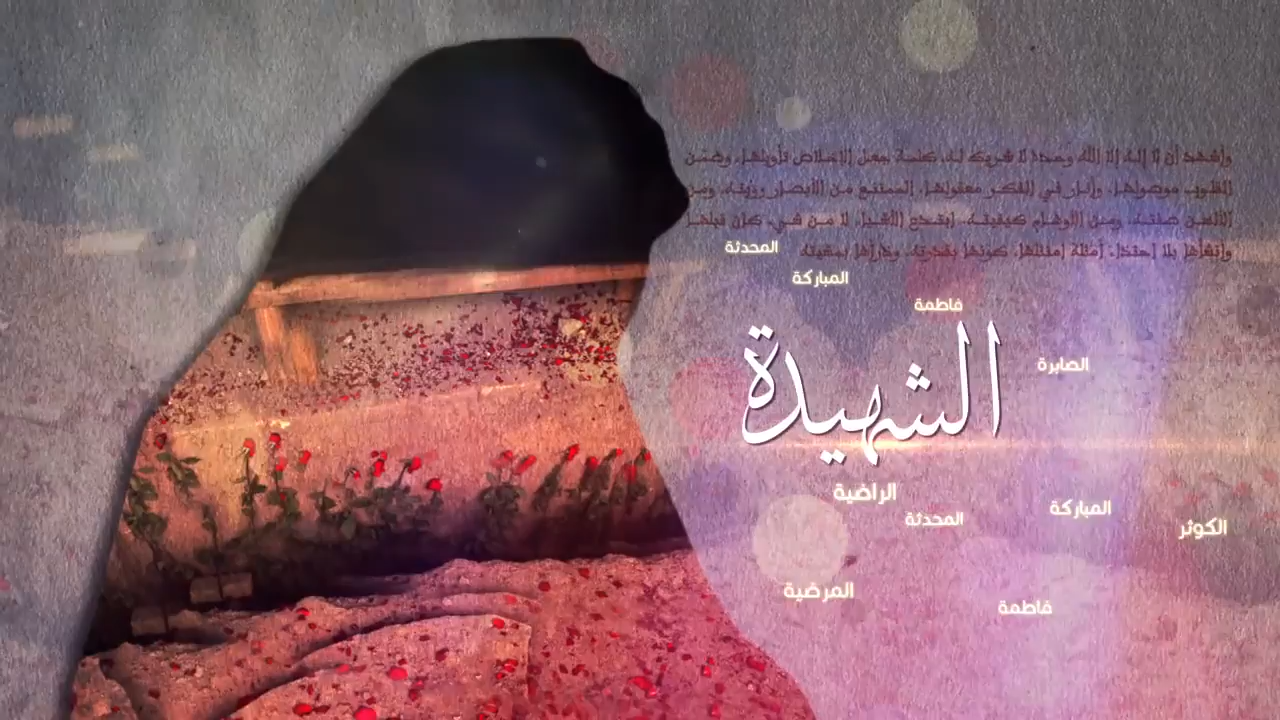 وأشهد أن لا إله إلا الله وحده لا شريك له، كلمة جعل الإخلاص تأويلها، وضمّن
القلوب موصولها، وأنار في الفكر معقولها، الممتنع من الأبصار رؤيته، ومن
الألسن صفته، ومن الأوهام كيفيته، ابتدع الأشياء لا من شيء كان قبلها
وأنشأها بلا احتذاء أمثلة امتثلها، كونها بقدرته، وذرأها بمشيته
المحدثة
المباركة
فاطمة
الصابرة
الشهيدة
الراضية
المحدثة
المباركة
الكوثر
المرضية
فاطمة